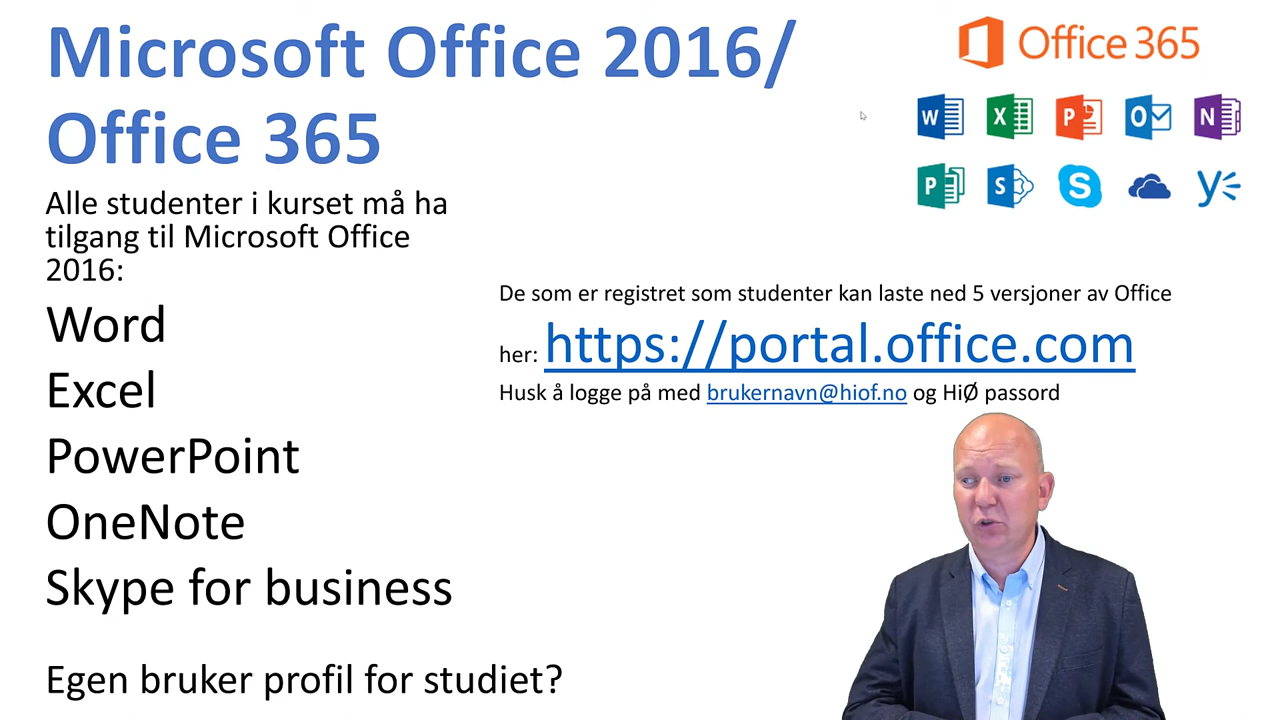 Microsoft Office 2016/
Office 365
Office 365
W X P O N
P S S Y
Alle studenter i kurset må ha
tilgang til Microsoft Office
2016:
Word
Excel
PowerPoint
OneNote
Skype for business
Egen bruker profil for studiet?
De som er registret som studenter kan laste ned 5 versjoner av Office
her: https://portal.office.com
Husk å logge på med brukernavn@hiof.no og HiØ passord